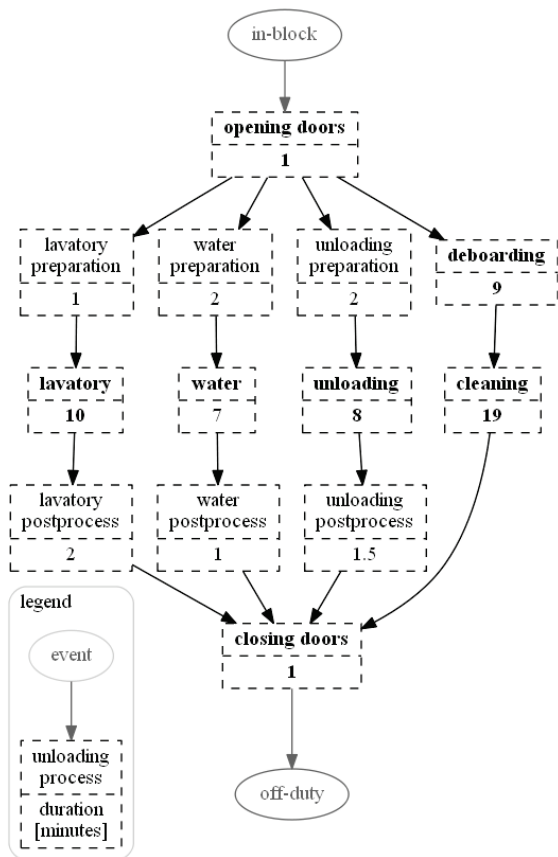 in-block
opening doors
1
lavatory
preparation
1
water
preparation
2
unloading
preparation
2
deboarding
9
lavatory
10
water
7
unloading
8
cleaning
19
lavatory
postprocess
2
water
postprocess
1
unloading
postprocess
1.5
legend
event
unloading
process
duration
[minutes]
closing doors
1
off-duty